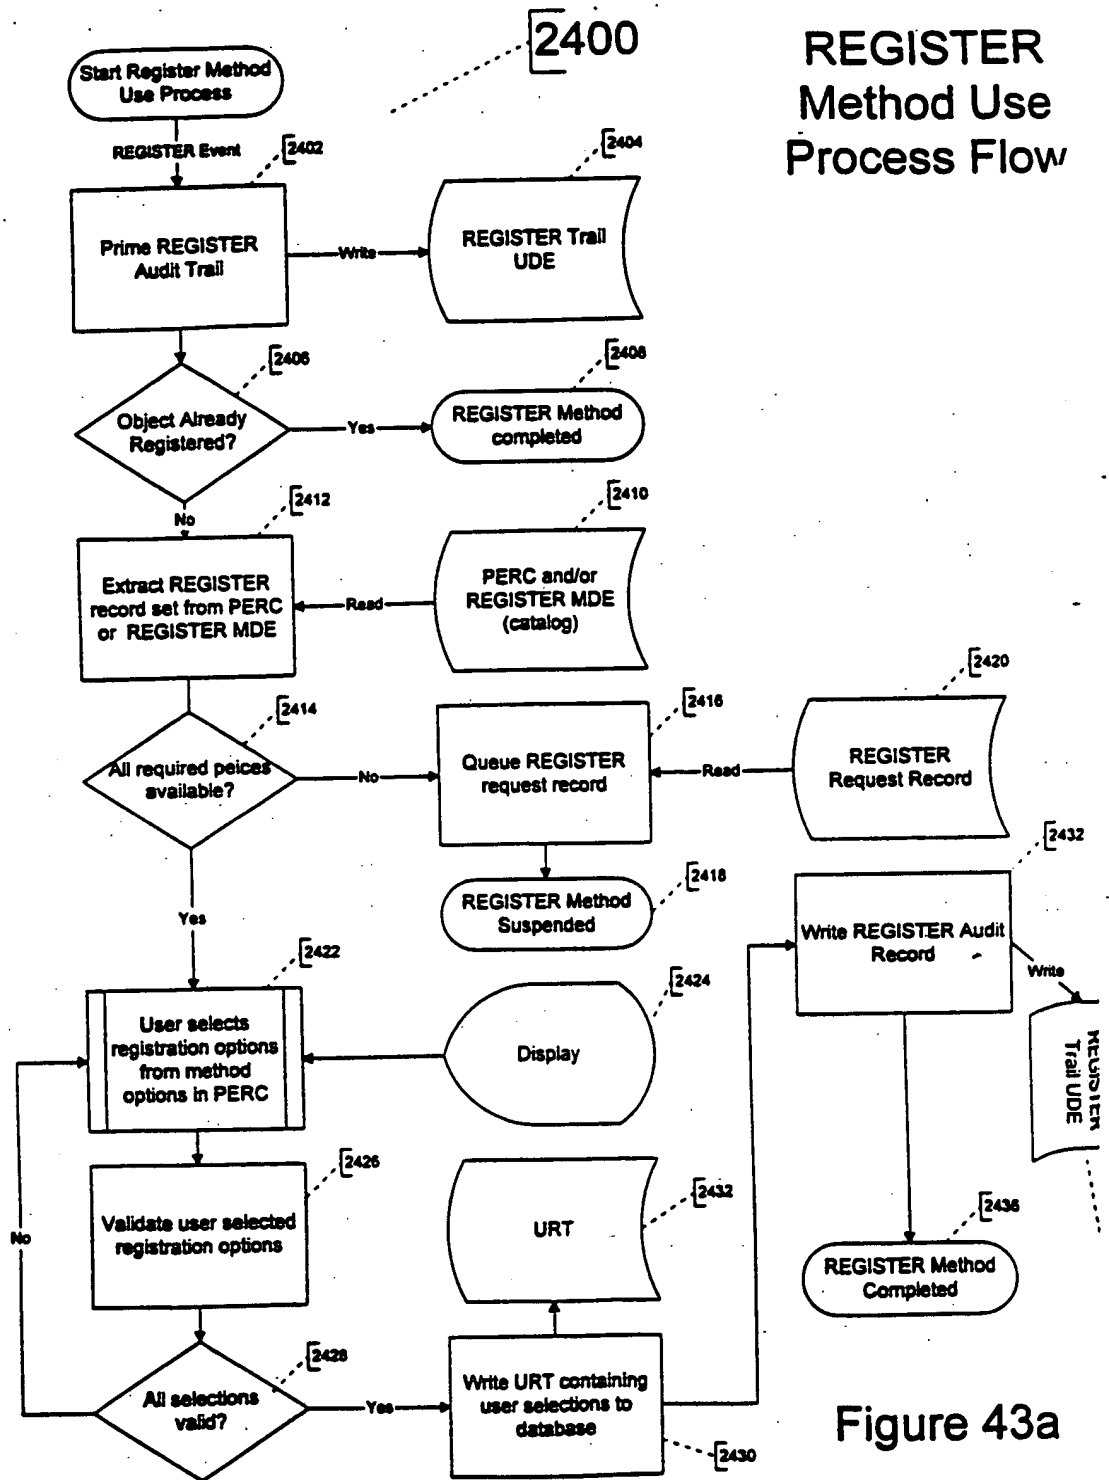 2400
REGISTER
Method Use
Process Flow
Start Register Method
Use Process
REGISTER Event
2402
2404
Prime REGISTER
Audit Trail
Write
REGISTER Trail
UDE
2406
2408
Object Already
Registered?
Yes
REGISTER Method
completed
No
2412
2410
Extract REGISTER
record set from PERC
or REGISTER MDE
Read
PERC and/or
REGISTER MDE
(catalog)
2414
2416
2420
All required peices
available?
No
Queue REGISTER
request record
Read
REGISTER
Request Record
2418
2432
Yes
REGISTER Method
Suspended
Write REGISTER Audit
Record
Write
2422
2424
User selects
registration options
from method
options in PERC
Display
REGISTER
Trail UDE
2426
2432
2436
No
Validate user selected
registration options
URT
REGISTER Method
Completed
2428
All selections
valid?
Yes
Write URT containing
user selections to
database
2430
Figure 43a